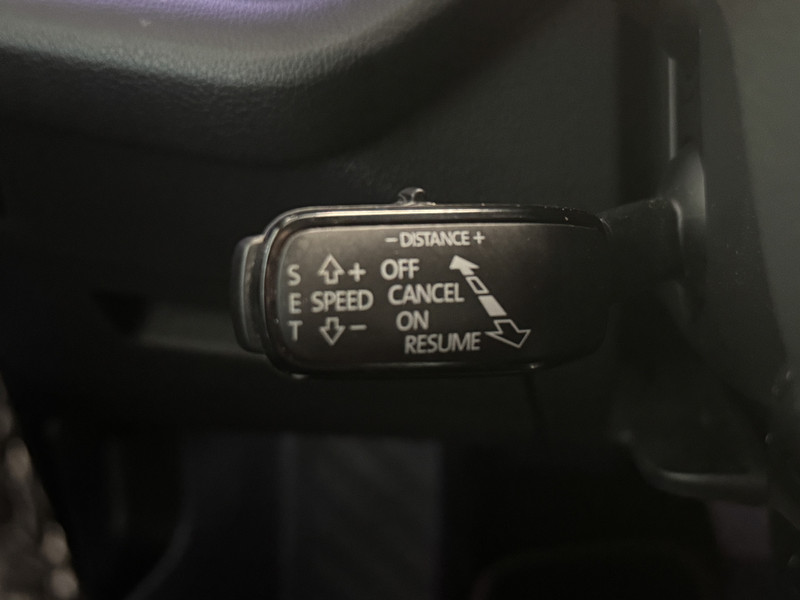 − DISTANCE +
S + OFF
E SPEED CANCEL
T − ON
RESUME